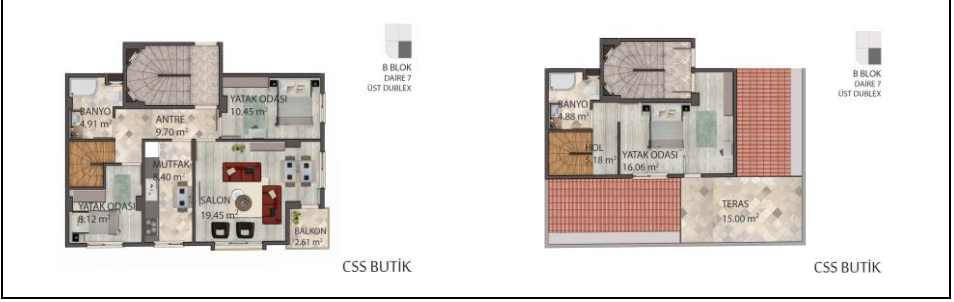 B BLOK
DAİRE 7
ÜST DUBLEX
YATAK ODASI
10.45 m²
BANYO
4.91 m²
ANTRE
9.70 m²
MUTFAK
8.40 m²
YATAK ODASI
8.12 m²
SALON
19.45 m²
BALKON
2.61 m²
CSS BUTİK
B BLOK
DAİRE 7
ÜST DUBLEX
BANYO
4.88 m²
HOL
5.18 m²
YATAK ODASI
16.06 m²
TERAS
15.00 m²
CSS BUTİK